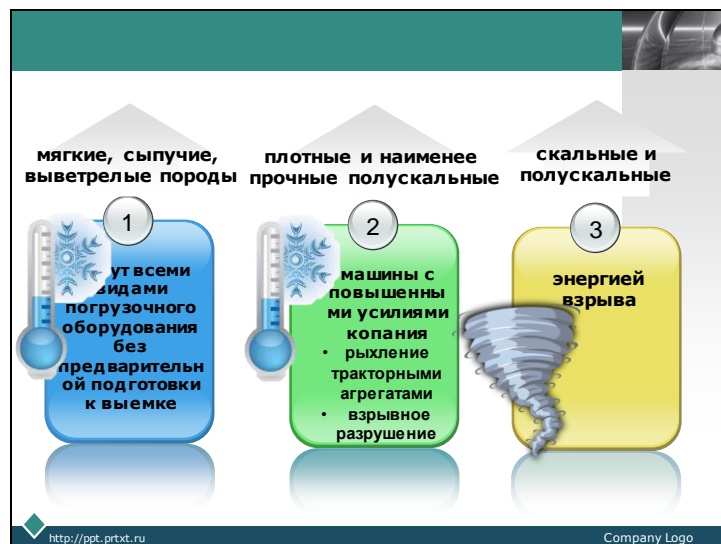 мягкие, сыпучие,
выветрелые породы
1
всеми
видами
погрузочного
оборудования
без
предварительн
ой подготовки
к выемке
плотные и наименее
прочные полускальные
2
машины с
повышенны
ми усилиями
копания
• рыхление
тракторными
агрегатами
• взрывное
разрушение
скальные и
полускальные
3
энергией
взрыва
http://ppt.prtxt.ru
Company Logo